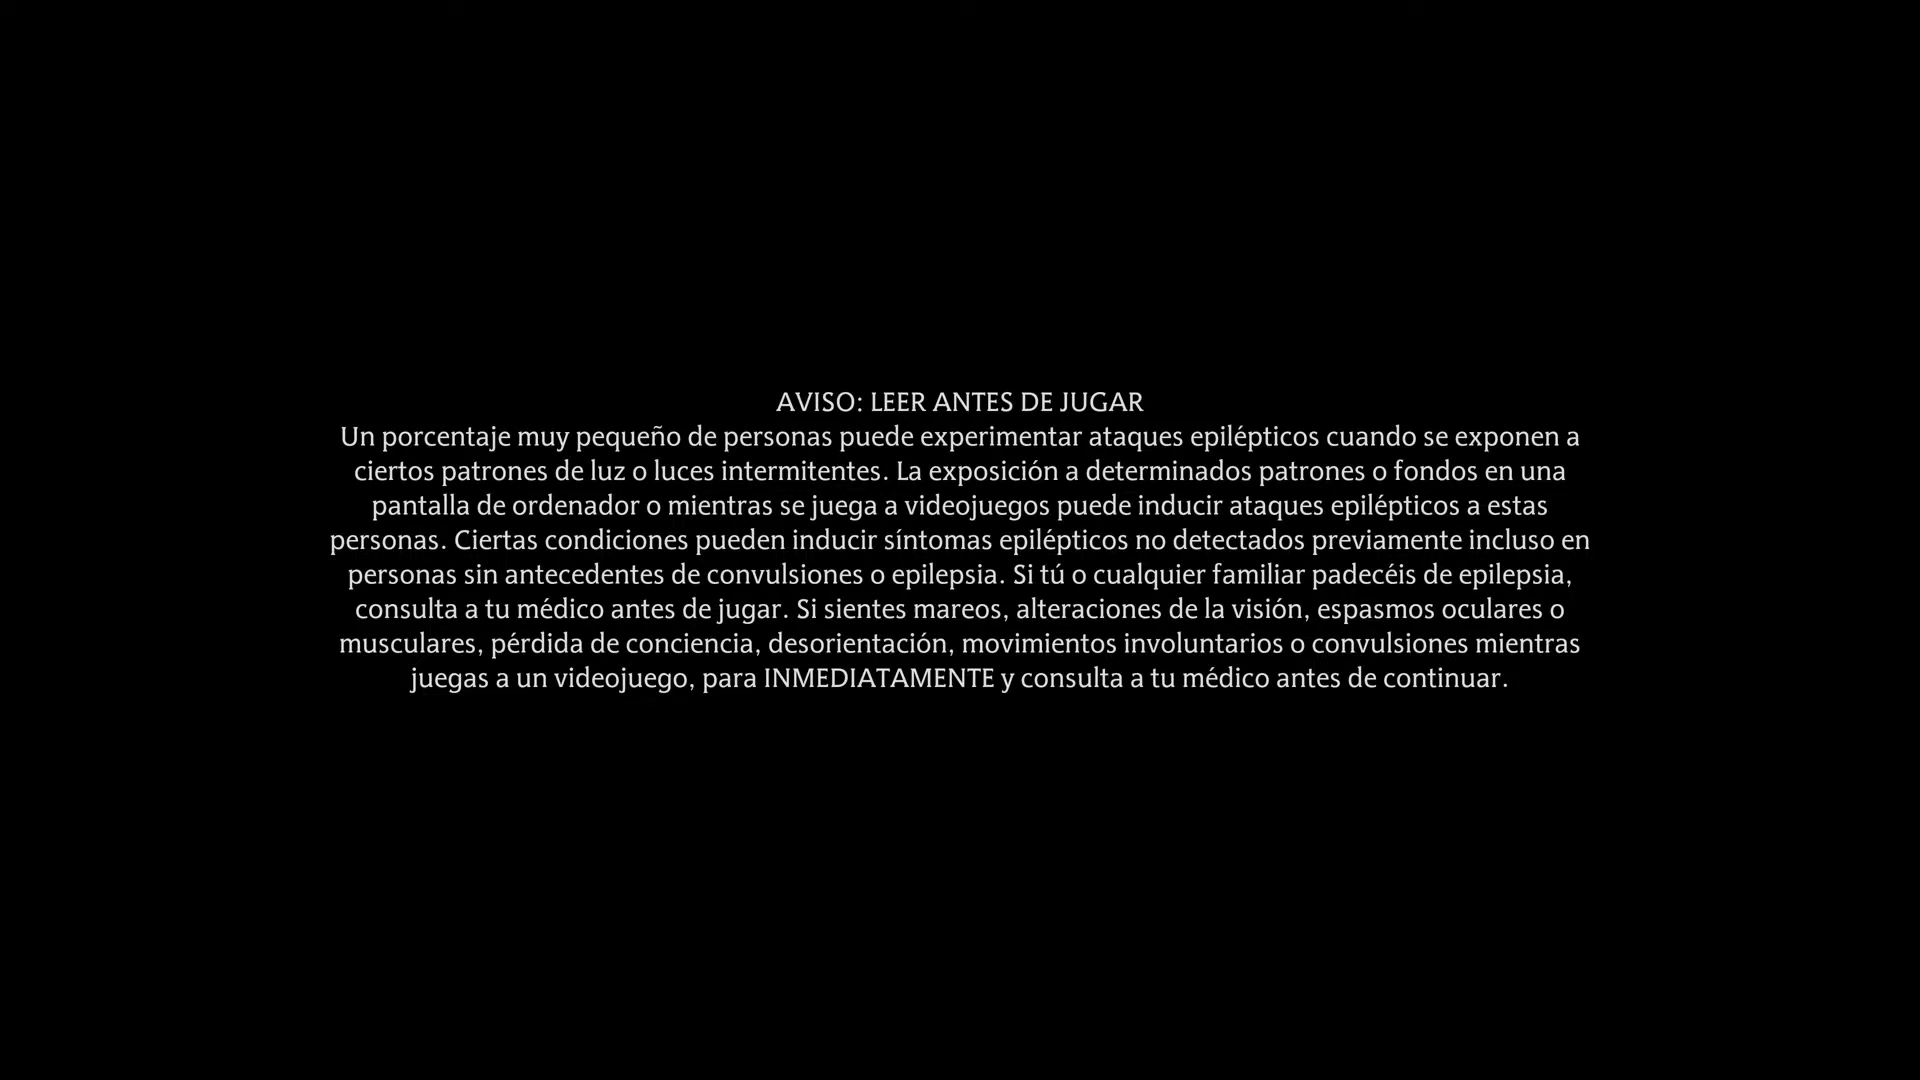 AVISO: LEER ANTES DE JUGAR
Un porcentaje muy pequeño de personas puede experimentar ataques epilépticos cuando se exponen a
ciertos patrones de luz o luces intermitentes. La exposición a determinados patrones o fondos en una
pantalla de ordenador o mientras se juega a videojuegos puede inducir ataques epilépticos a estas
personas. Ciertas condiciones pueden inducir síntomas epilépticos no detectados previamente incluso en
personas sin antecedentes de convulsiones o epilepsia. Si tú o cualquier familiar padecéis de epilepsia,
consulta a tu médico antes de jugar. Si sientes mareos, alteraciones de la visión, espasmos oculares o
musculares, pérdida de conciencia, desorientación, movimientos involuntarios o convulsiones mientras
juegas a un videojuego, para INMEDIATAMENTE y consulta a tu médico antes de continuar.